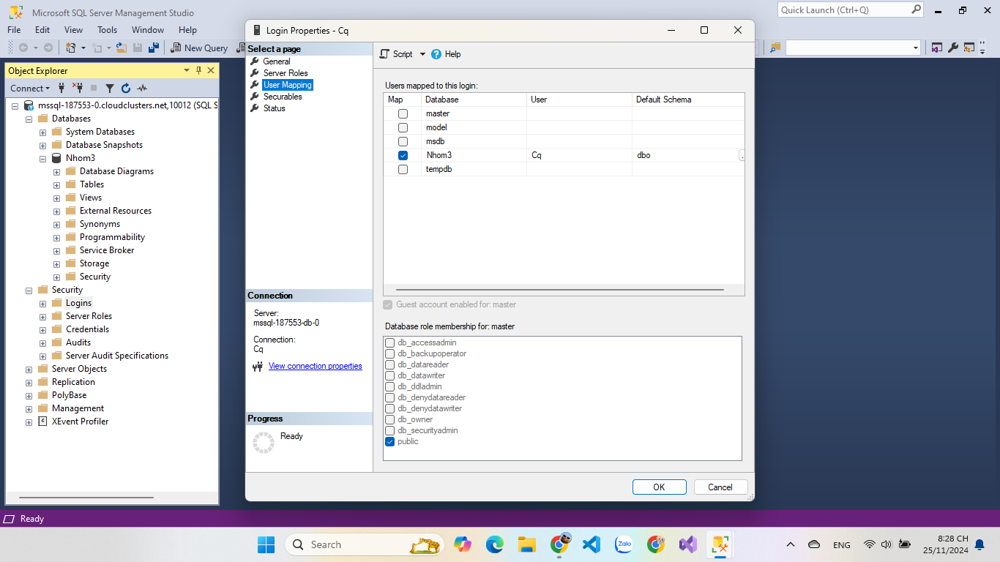 Microsoft SQL Server Management Studio
Quick Launch (Ctrl+Q)
File Edit View Tools Window Help
New Query
Object Explorer
Connect
mssql-187553-0.cloudclusters.net,10012 (SQL S
Databases
System Databases
Database Snapshots
Nhom3
Database Diagrams
Tables
Views
External Resources
Synonyms
Programmability
Service Broker
Storage
Security
Security
Logins
Server Roles
Credentials
Audits
Server Audit Specifications
Server Objects
Replication
PolyBase
Management
XEvent Profiler
Login Properties - Cq
Select a page
General
Server Roles
User Mapping
Securables
Status
Connection
Server:
mssql-187553-db-0
Connection:
Cq
View connection properties
Progress
Ready
Script Help
Users mapped to this login:
Map Database User Default Schema
master
model
msdb
Nhom3 Cq dbo
tempdb
Guest account enabled for: master
Database role membership for: master
db_accessadmin
db_backupoperator
db_datareader
db_datawriter
db_ddladmin
db_denydatareader
db_denydatawriter
db_owner
db_securityadmin
public
OK Cancel
Ready
Search
Zalo
ENG
8:28 CH
25/11/2024